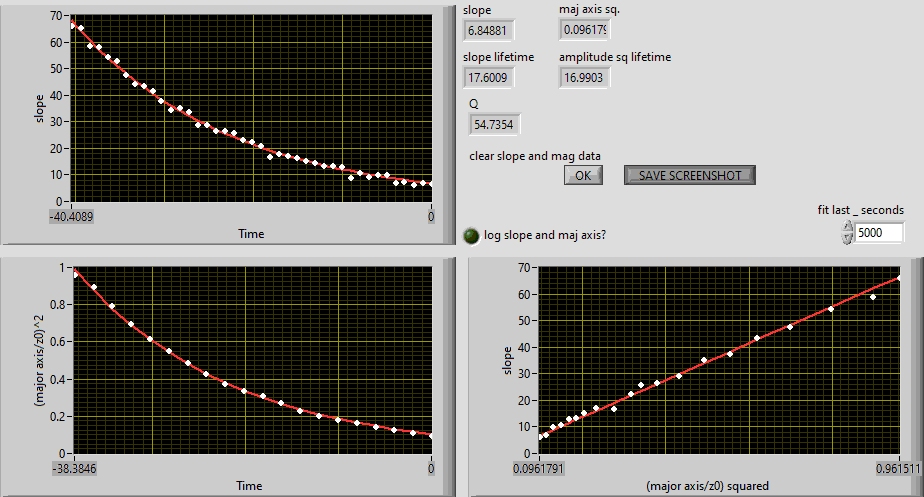 slope
6.84881
maj axis sq.
0.09617
slope lifetime
17.6009
amplitude sq lifetime
16.9903
Q
54.7354
clear slope and mag data
OK
SAVE SCREENSHOT
fit last _ seconds
5000
log slope and maj axis?
70
60
50
40
30
20
10
0
slope
-40.4089
0
Time
1
0.8
0.6
0.4
0.2
0
(major axis/z0)^2
-38.3846
0
Time
70
60
50
40
30
20
10
0
slope
0.0961791
0.961511
(major axis/z0) squared